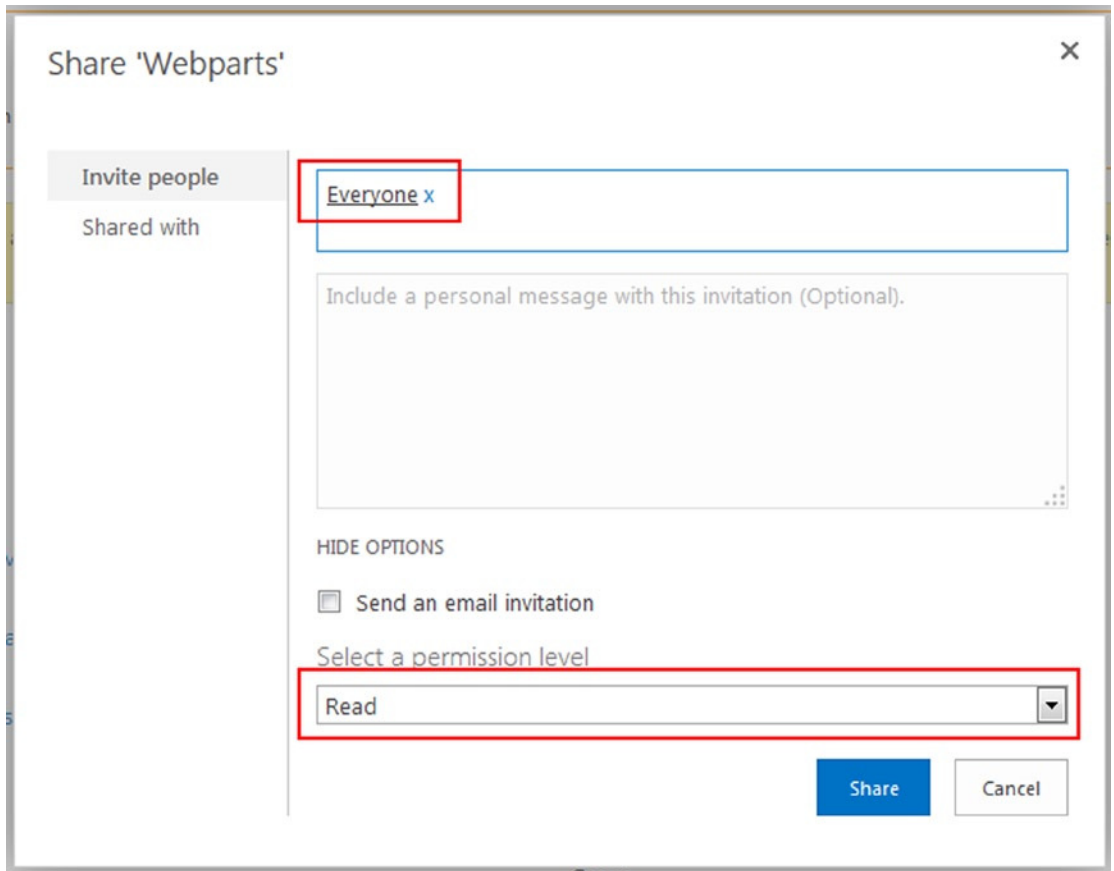 Share 'Webparts'
Invite people
Shared with
Everyone x
Include a personal message with this invitation (Optional).
HIDE OPTIONS
Send an email invitation
Select a permission level
Read
Share
Cancel